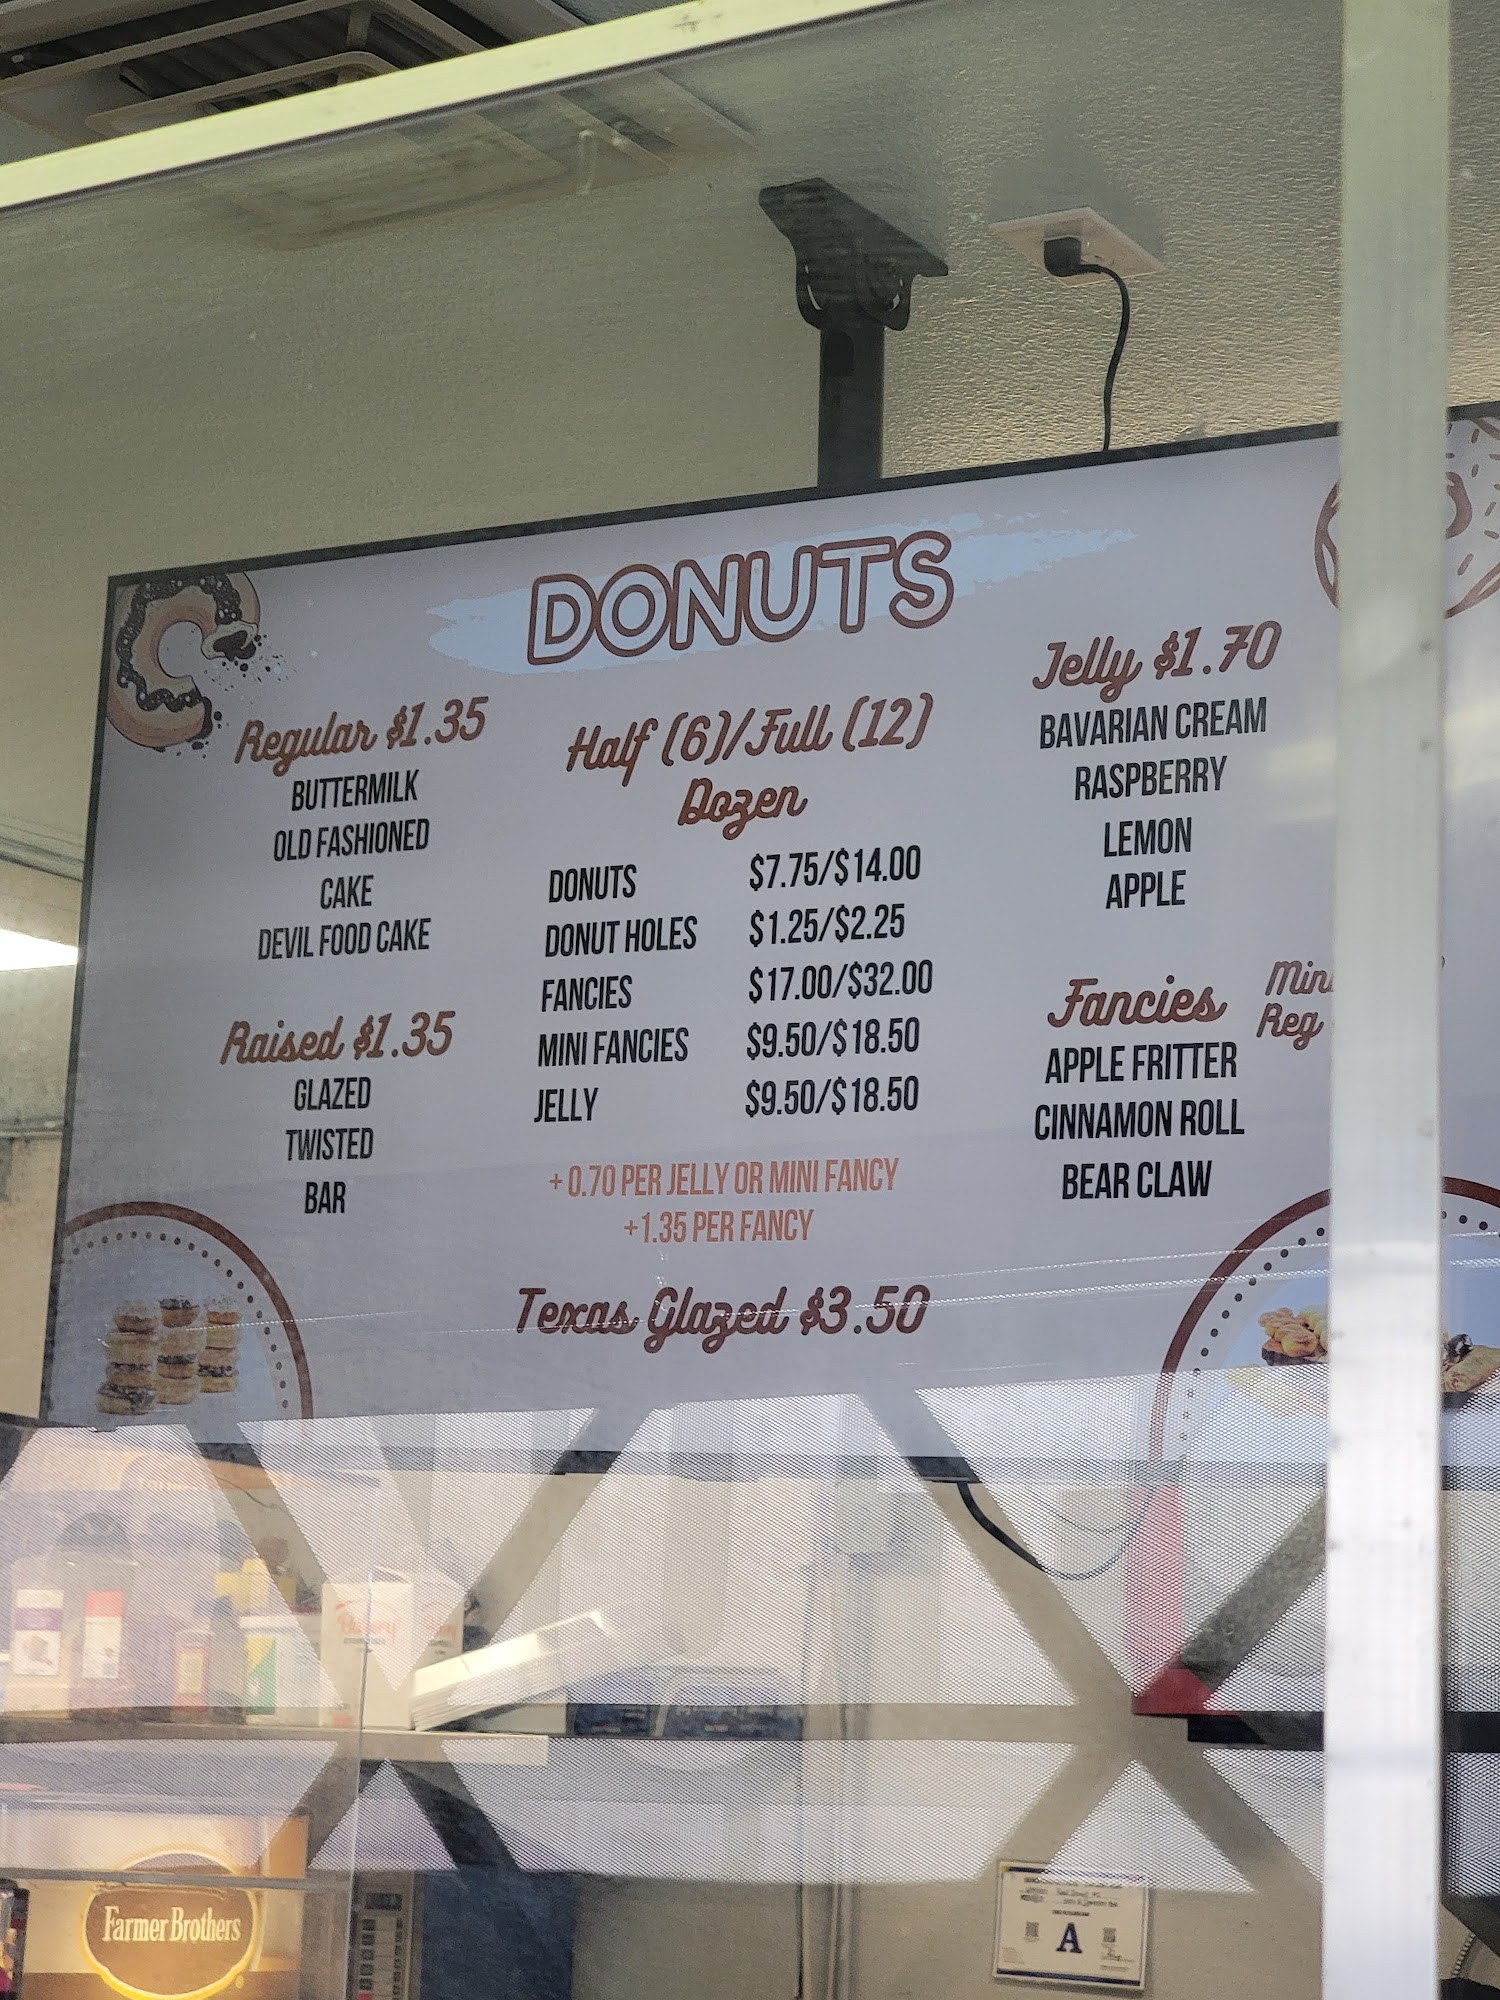 DONUTS
Regular $1.35
BUTTERMILK
OLD FASHIONED
CAKE
DEVIL FOOD CAKE
Raised $1.35
GLAZED
TWISTED
BAR
Half (6)/Full (12)
Dozen
DONUTS $7.75/$14.00
DONUT HOLES $1.25/$2.25
FANCIES $17.00/$32.00
MINI FANCIES $9.50/$18.50
JELLY $9.50/$18.50
+ 0.70 PER JELLY OR MINI FANCY
+1.35 PER FANCY
Texas Glazed $3.50
Jelly $1.70
BAVARIAN CREAM
RASPBERRY
LEMON
APPLE
Fancies
Mini
Reg
APPLE FRITTER
CINNAMON ROLL
BEAR CLAW
Bakery
Farmer Brothers
A